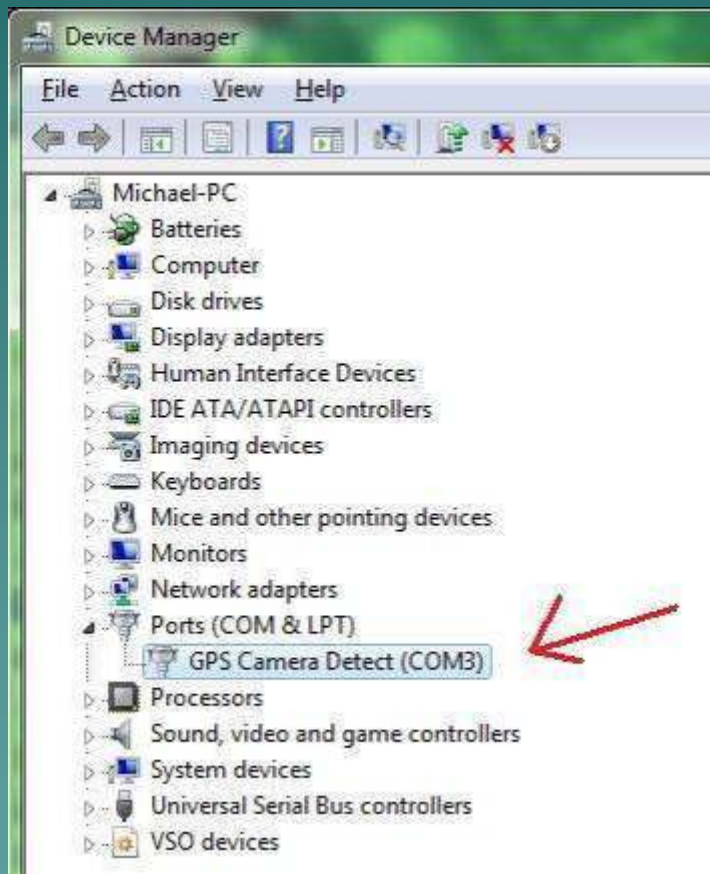 Device Manager
File Action View Help
Michael-PC
Batteries
Computer
Disk drives
Display adapters
Human Interface Devices
IDE ATA/ATAPI controllers
Imaging devices
Keyboards
Mice and other pointing devices
Monitors
Network adapters
Ports (COM & LPT)
GPS Camera Detect (COM3)
Processors
Sound, video and game controllers
System devices
Universal Serial Bus controllers
VSO devices